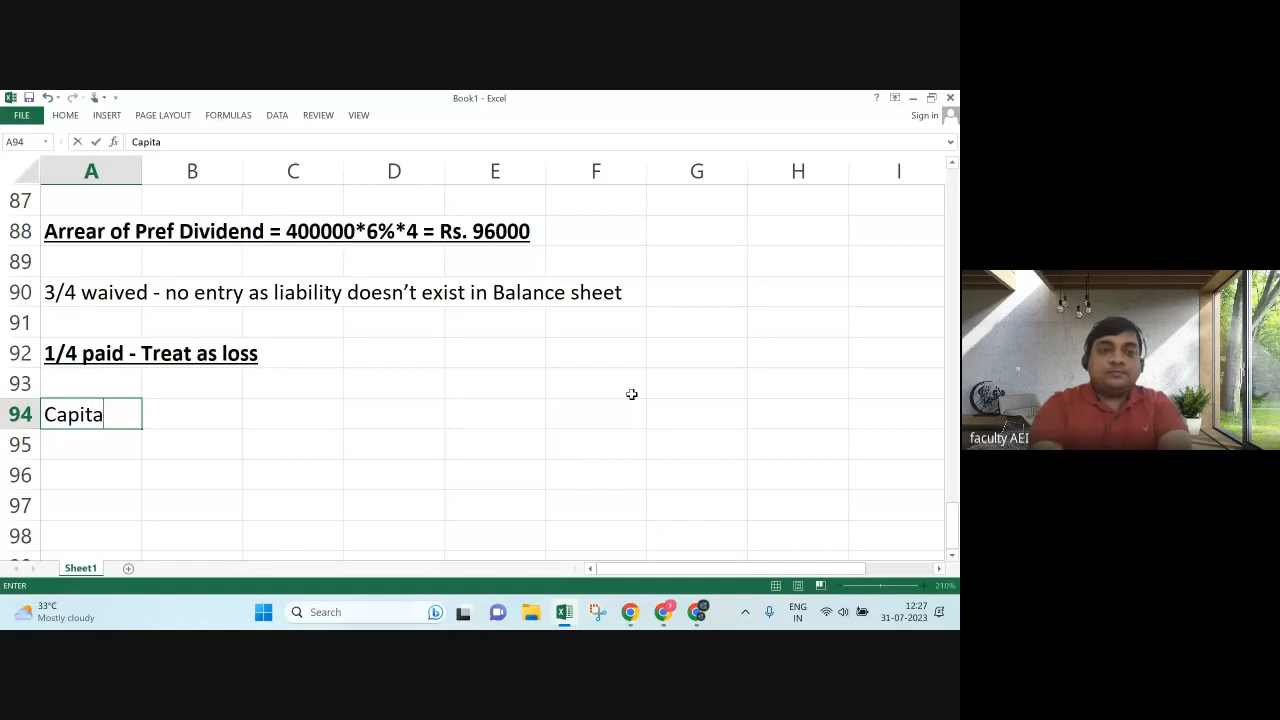 Book1 - Excel
FILE HOME INSERT PAGE LAYOUT FORMULAS DATA REVIEW VIEW Sign in
A94 fx Capita
A B C D E F G H I
87
88 Arrear of Pref Dividend = 400000*6%*4 = Rs. 96000
89
90 3/4 waived - no entry as liability doesn’t exist in Balance sheet
91
92 1/4 paid - Treat as loss
93
94 Capita
95
96
97
98
Sheet1
ENTER 210%
33°C
Mostly cloudy
Search
ENG
IN
12:27
31-07-2023
faculty AEI